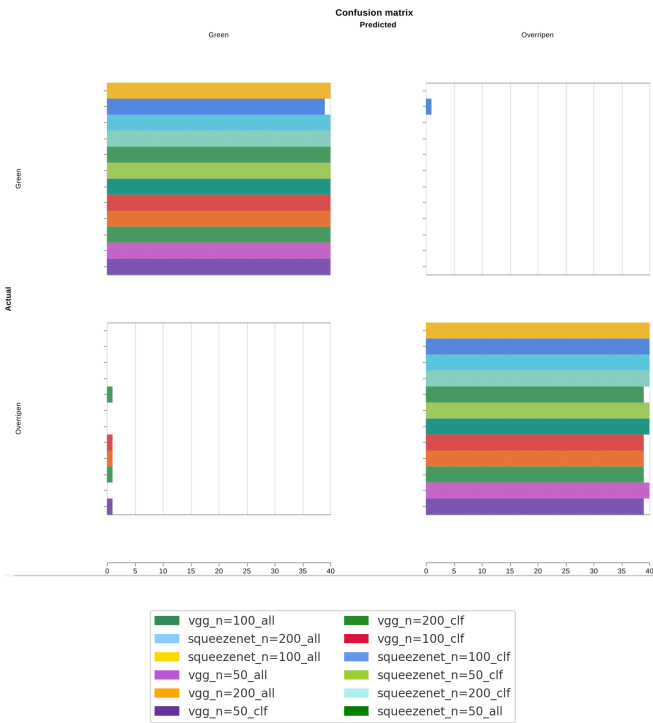 Confusion matrix
Predicted
Green Overripen
Green
Actual
Overripen
0 5 10 15 20 25 30 35 40 0 5 10 15 20 25 30 35 40
vgg_n=100_all vgg_n=200_clf
squeezenet_n=200_all vgg_n=100_clf
squeezenet_n=100_all squeezenet_n=100_clf
vgg_n=50_all squeezenet_n=50_clf
vgg_n=200_all squeezenet_n=200_clf
vgg_n=50_clf squeezenet_n=50_all